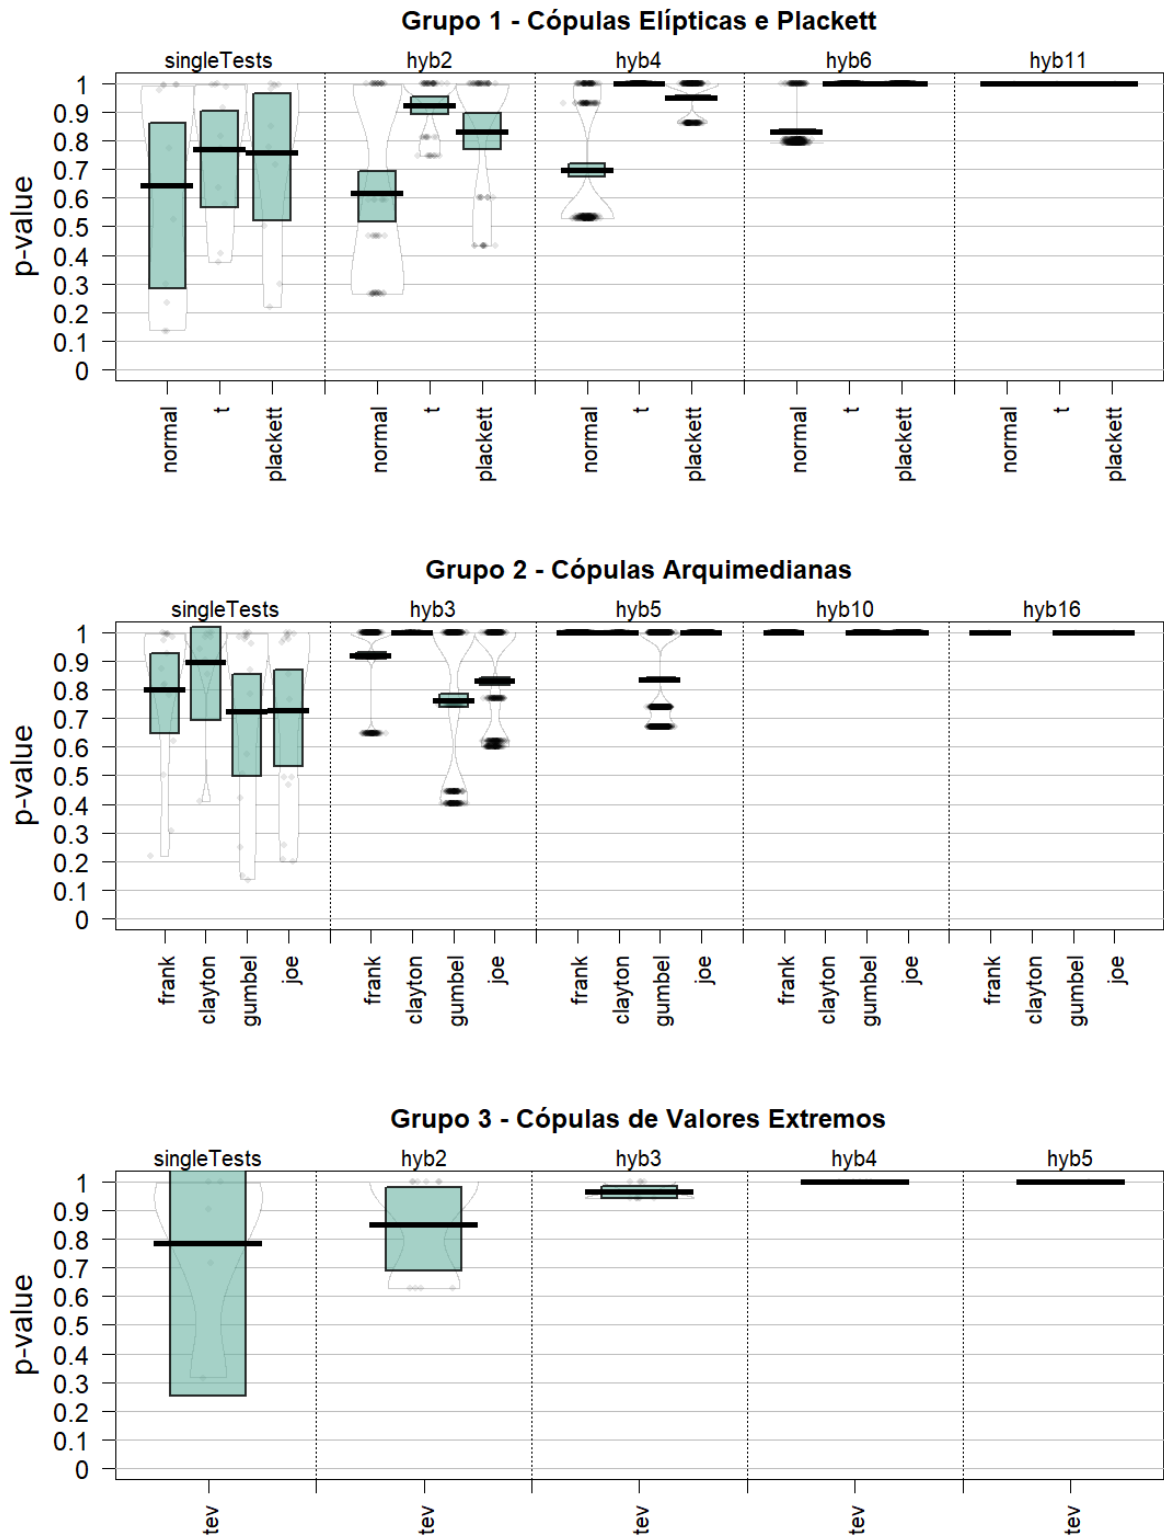 Grupo 1 - Cópulas Elípticas e Plackett
singleTests hyb2 hyb4 hyb6 hyb11
p-value
1
0.9
0.8
0.7
0.6
0.5
0.4
0.3
0.2
0.1
0
normal t plackett normal t plackett normal t plackett normal t plackett normal t plackett
Grupo 2 - Cópulas Arquimedianas
singleTests hyb3 hyb5 hyb10 hyb16
p-value
1
0.9
0.8
0.7
0.6
0.5
0.4
0.3
0.2
0.1
0
frank clayton gumbel joe frank clayton gumbel joe frank clayton gumbel joe frank clayton gumbel joe frank clayton gumbel joe
Grupo 3 - Cópulas de Valores Extremos
singleTests hyb2 hyb3 hyb4 hyb5
p-value
1
0.9
0.8
0.7
0.6
0.5
0.4
0.3
0.2
0.1
0
tev tev tev tev tev